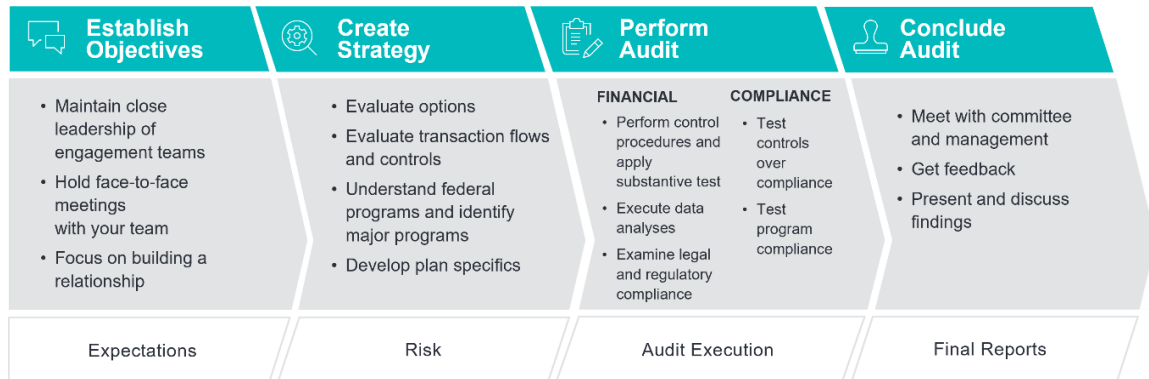 Establish
Objectives
Maintain close
leadership of
engagement teams
Hold face-to-face
meetings
with your team
Focus on building a
relationship
Expectations
Create
Strategy
Evaluate options
Evaluate transaction flows
and controls
Understand federal
programs and identify
major programs
Develop plan specifics
Risk
Perform
Audit
FINANCIAL
Perform control
procedures and
apply
substantive test
Execute data
analyses
Examine legal
and regulatory
compliance
COMPLIANCE
Test
controls
over
compliance
Test
program
compliance
Audit Execution
Conclude
Audit
Meet with committee
and management
Get feedback
Present and discuss
findings
Final Reports